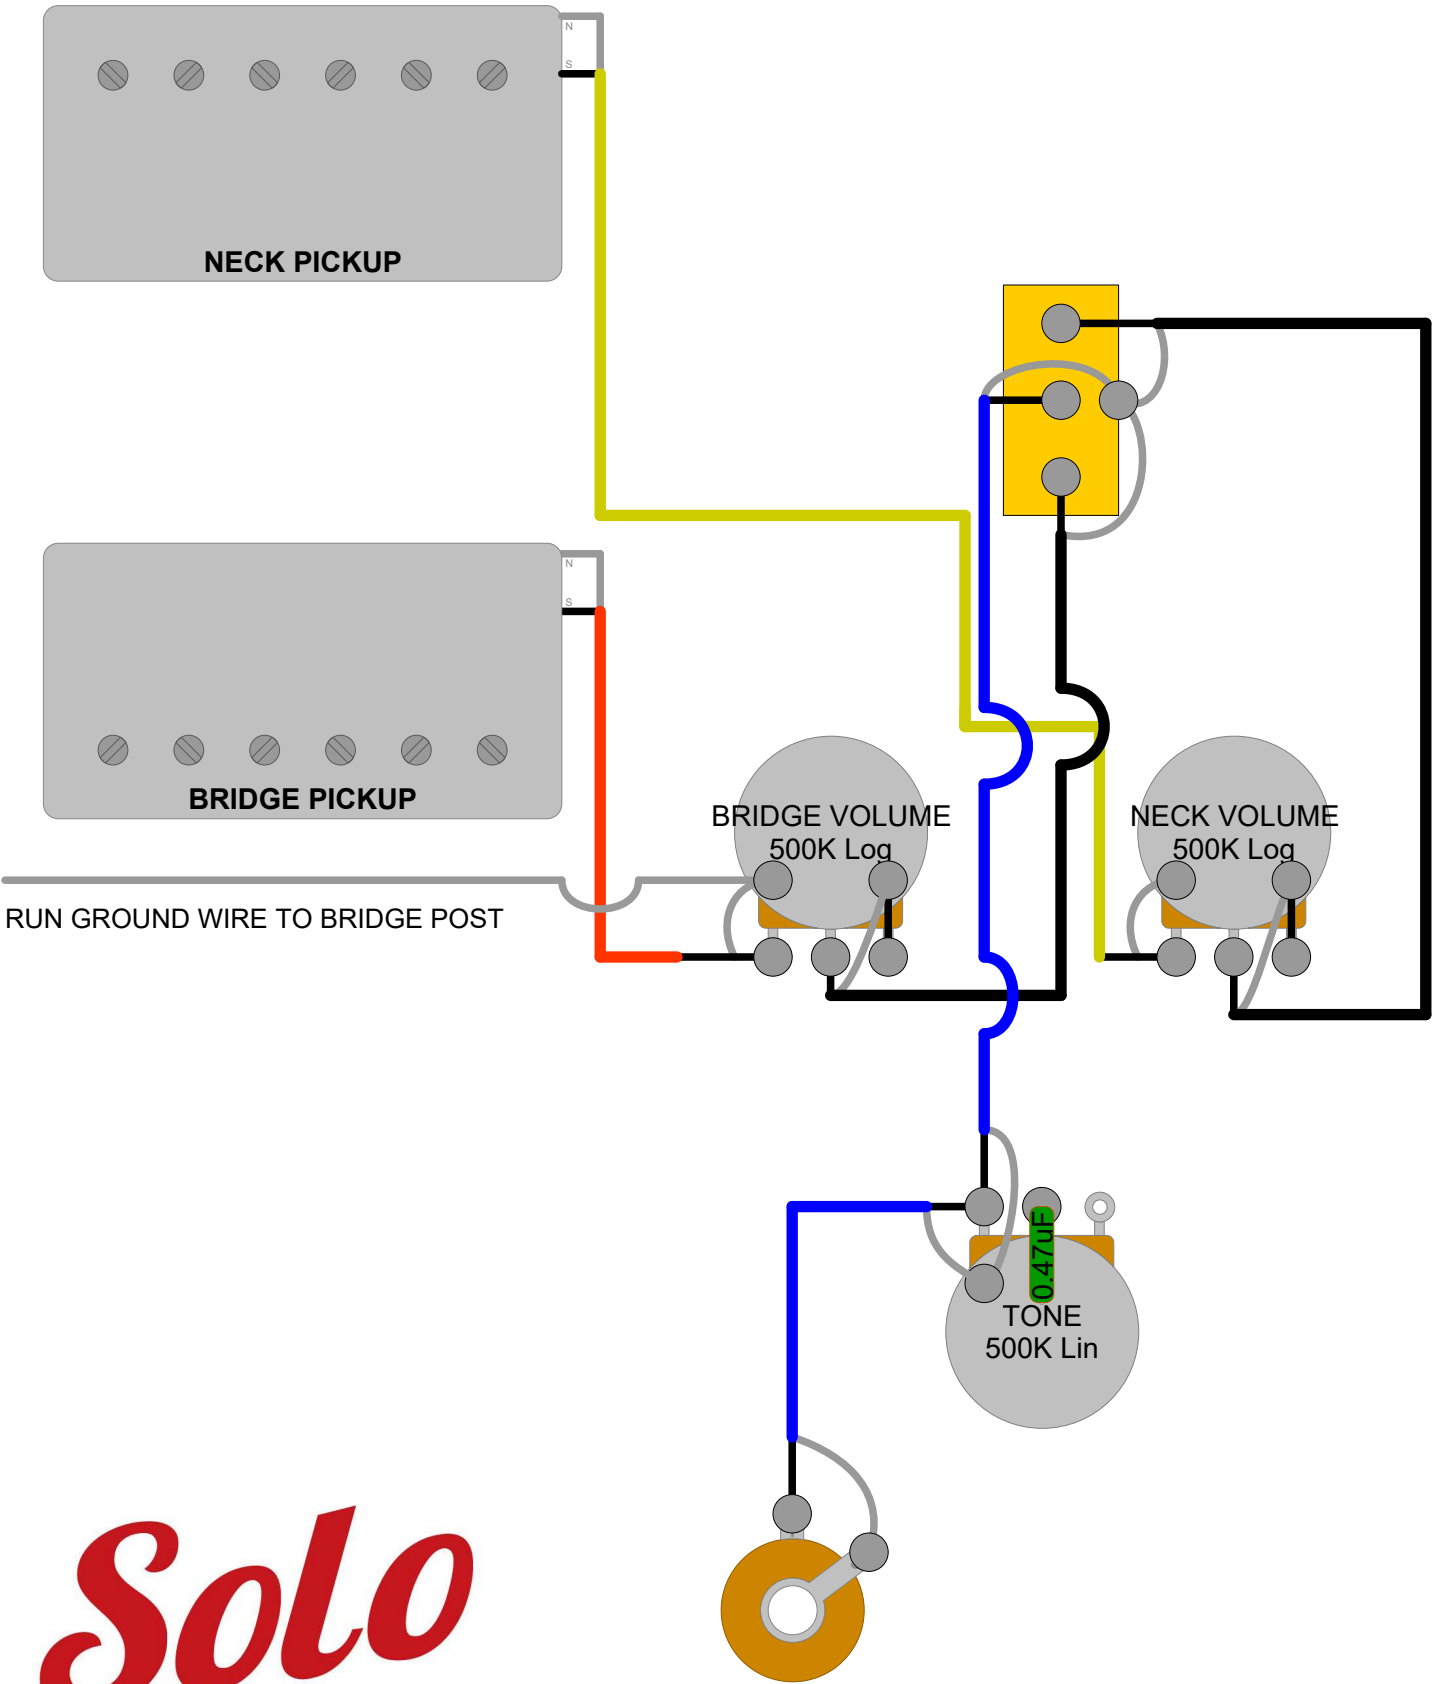 N
S
NECK PICKUP
N
S
BRIDGE PICKUP
BRIDGE VOLUME
500K Log
NECK VOLUME
500K Log
RUN GROUND WIRE TO BRIDGE POST
0.47uF
TONE
500K Lin
Solo